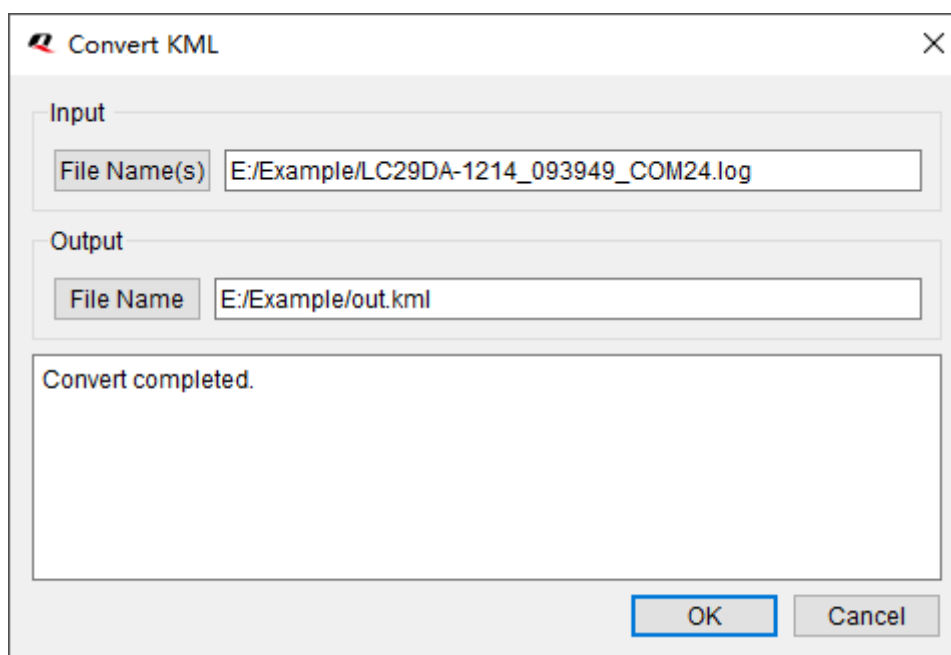 Convert KML
Input
File Name(s) E:/Example/LC29DA-1214_093949_COM24.log
Output
File Name E:/Example/out.kml
Convert completed.
OK Cancel